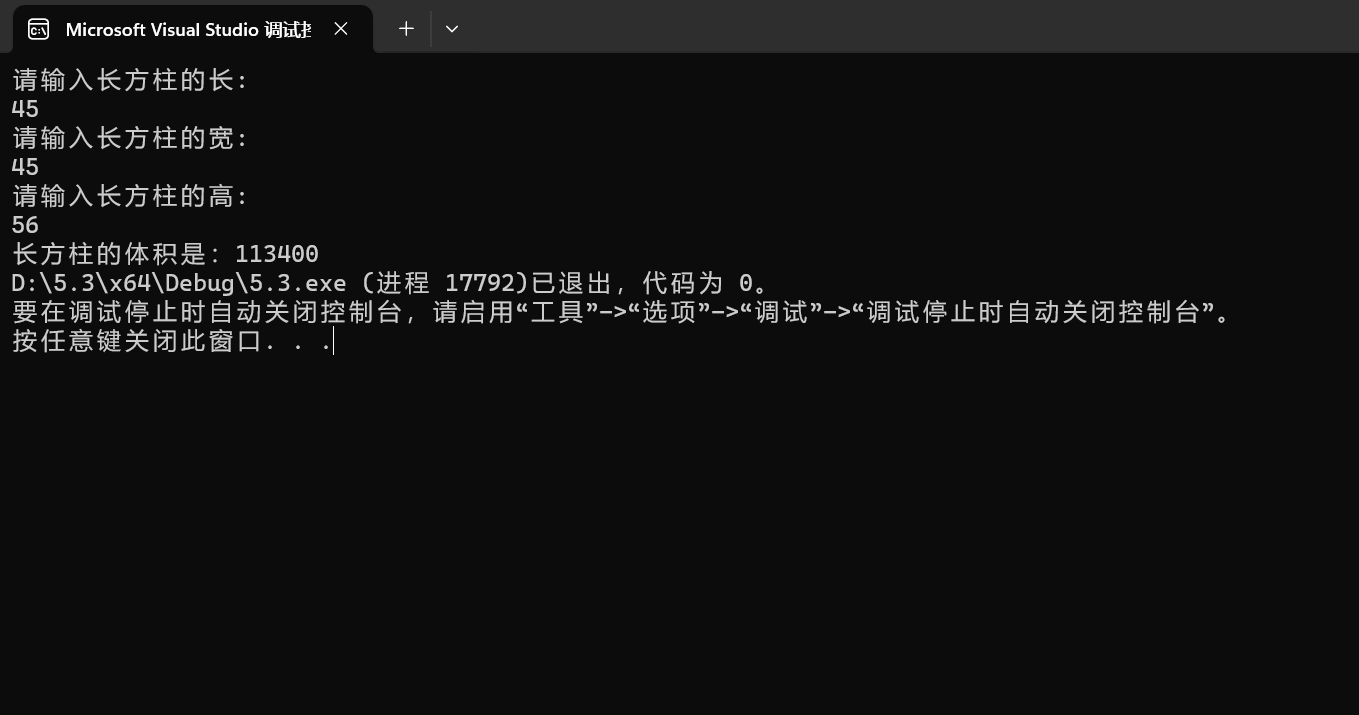 Microsoft Visual Studio 调试
请输入长方柱的长：
45
请输入长方柱的宽：
45
请输入长方柱的高：
56
长方柱的体积是：113400
D:\5.3\x64\Debug\5.3.exe (进程 17792)已退出，代码为 0。
要在调试停止时自动关闭控制台，请启用“工具”->“选项”->“调试”->“调试停止时自动关闭控制台”。
按任意键关闭此窗口. . .